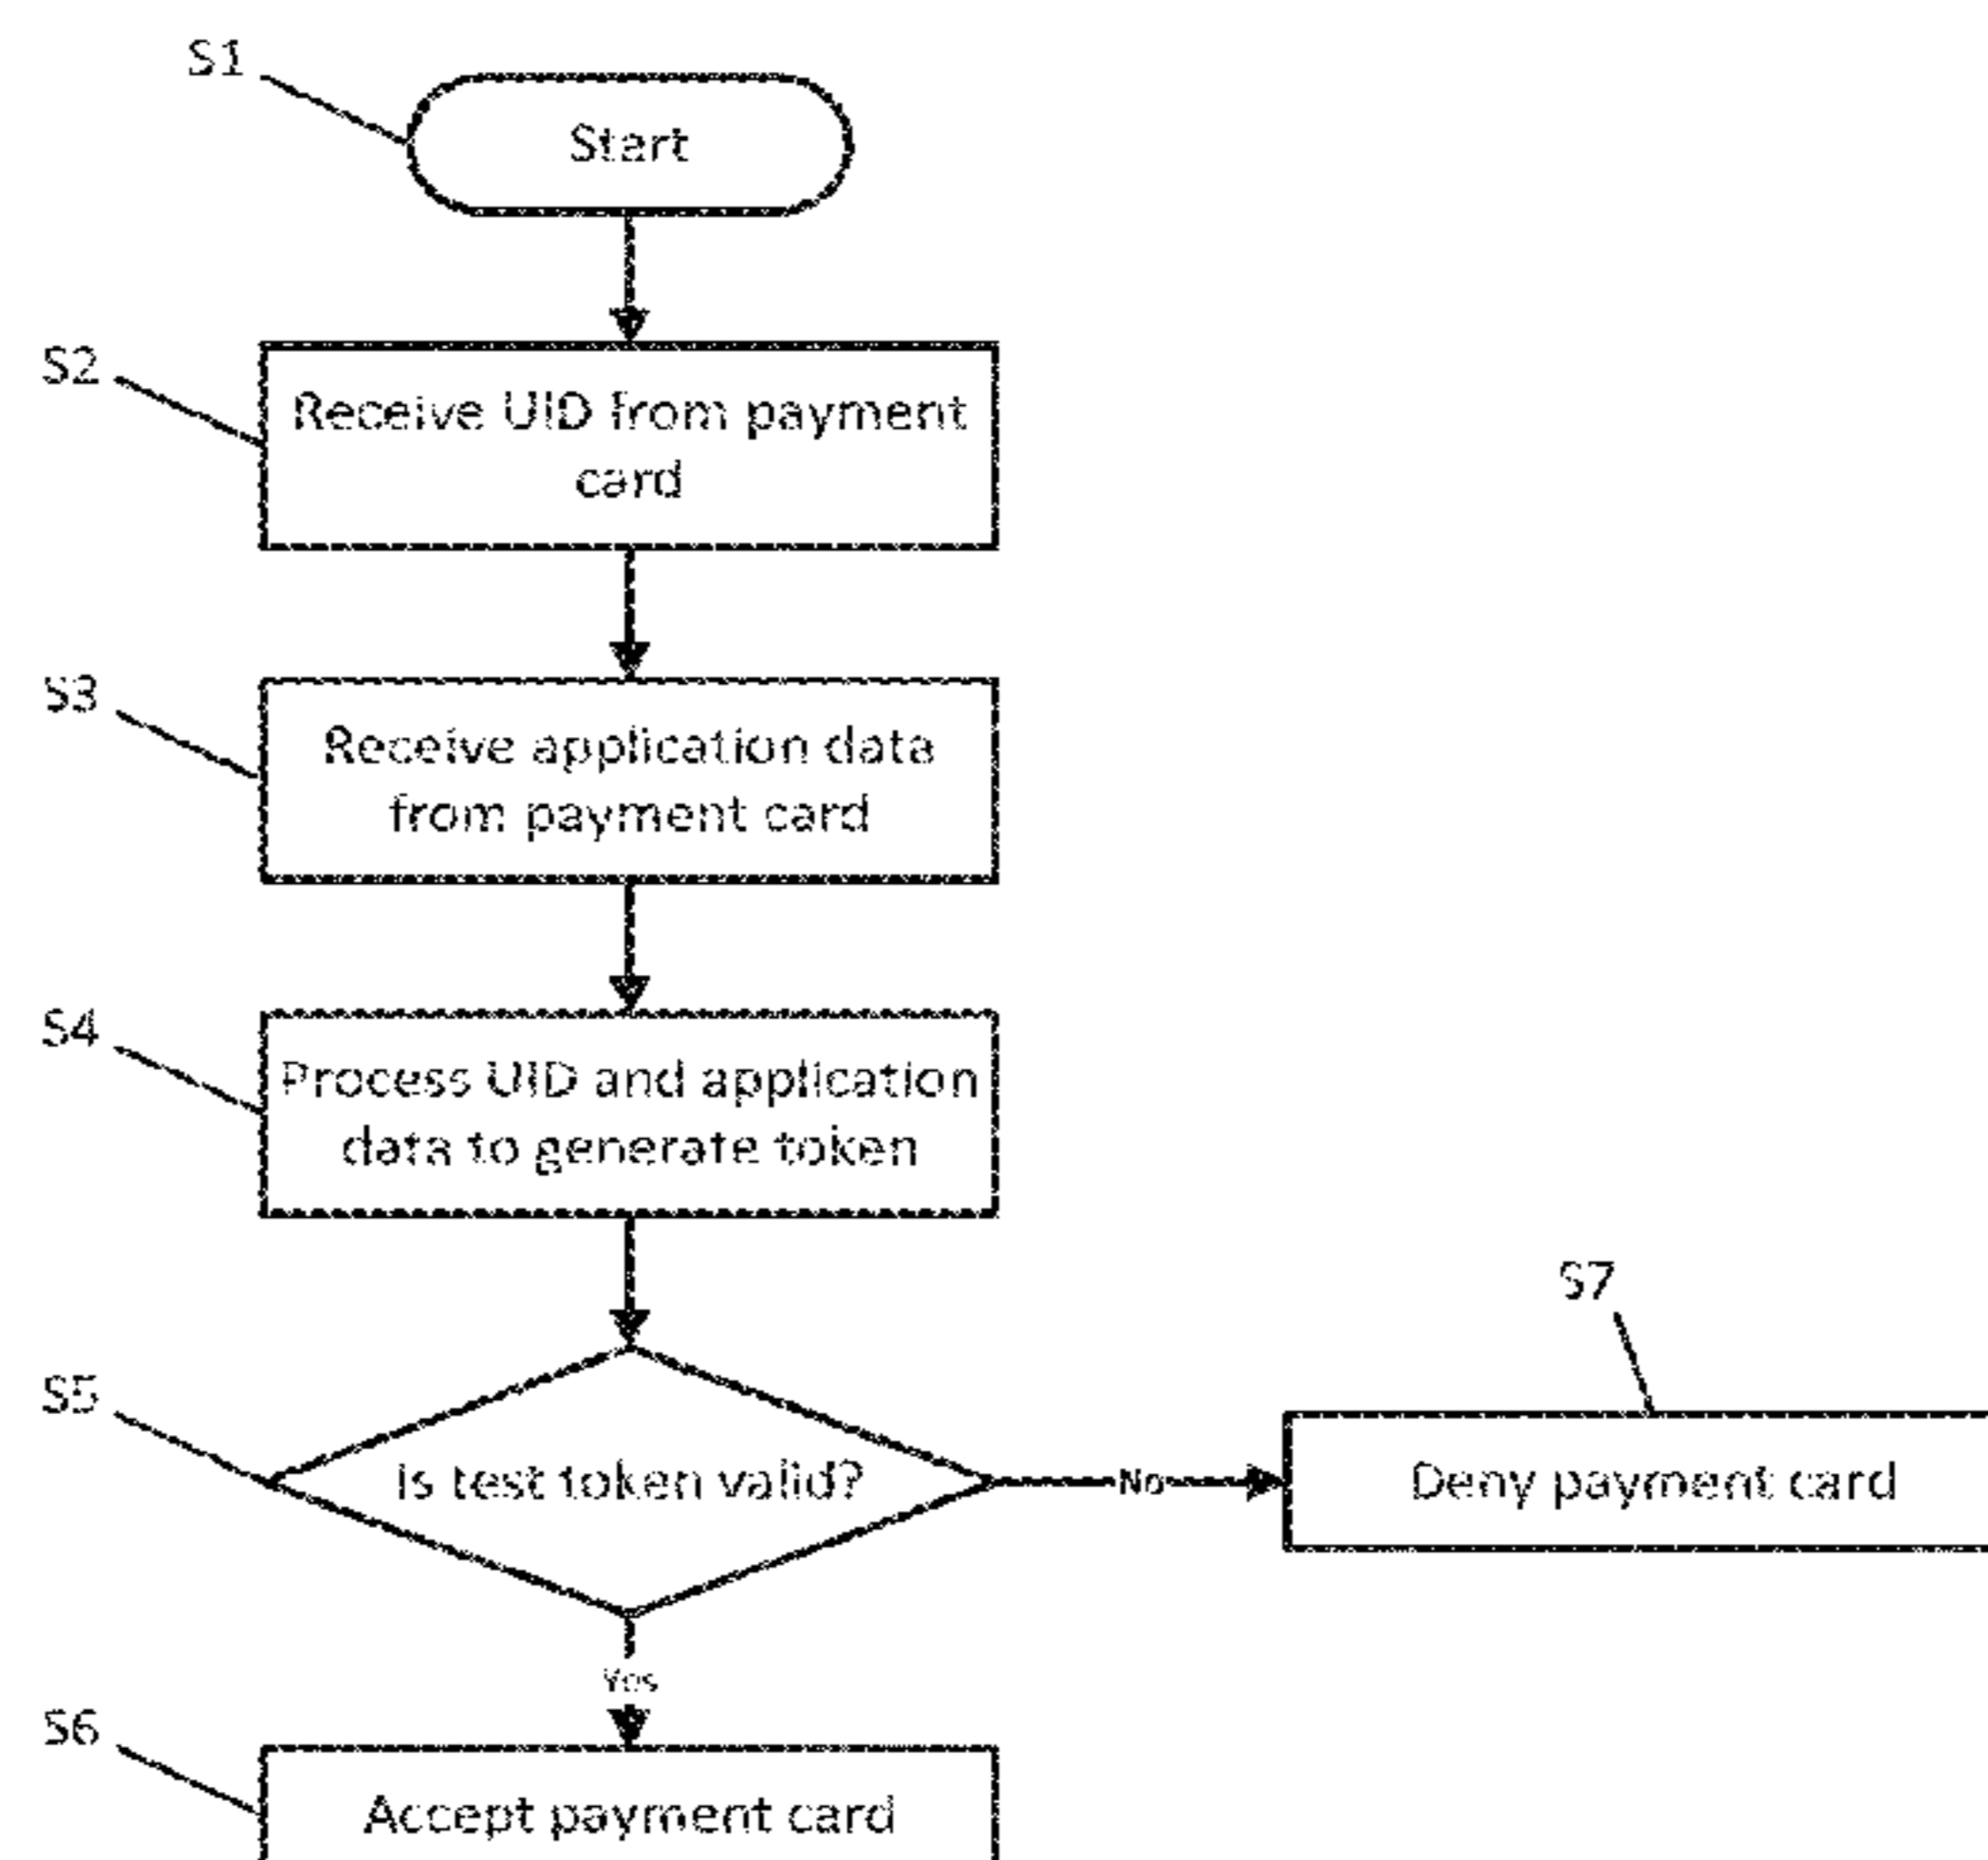 S1
Start
S2
Receive UID from payment
card
S3
Receive application data
from payment card
S4
Process UID and application
data to generate token
S7
S5
Is test token valid?
No
Deny payment card
Yes
S6
Accept payment card